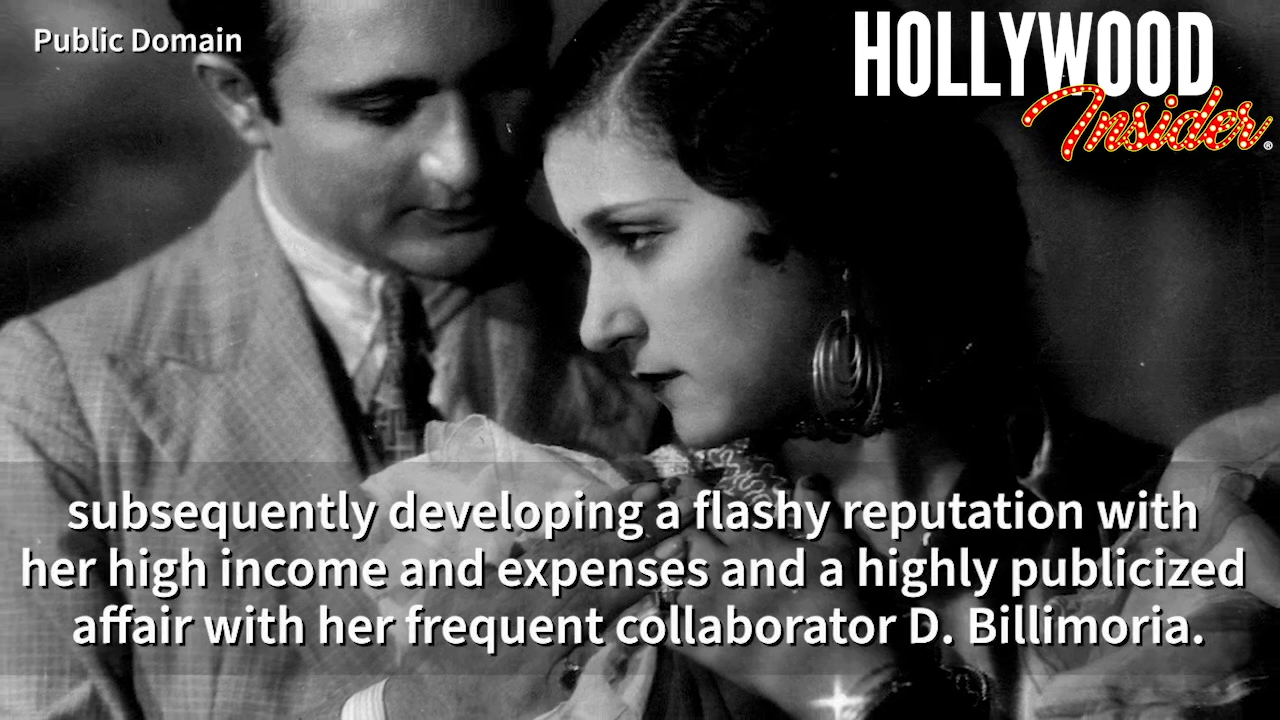 Public Domain
HOLLYWOOD
Insider®
subsequently developing a flashy reputation with
her high income and expenses and a highly publicized
affair with her frequent collaborator D. Billimoria.